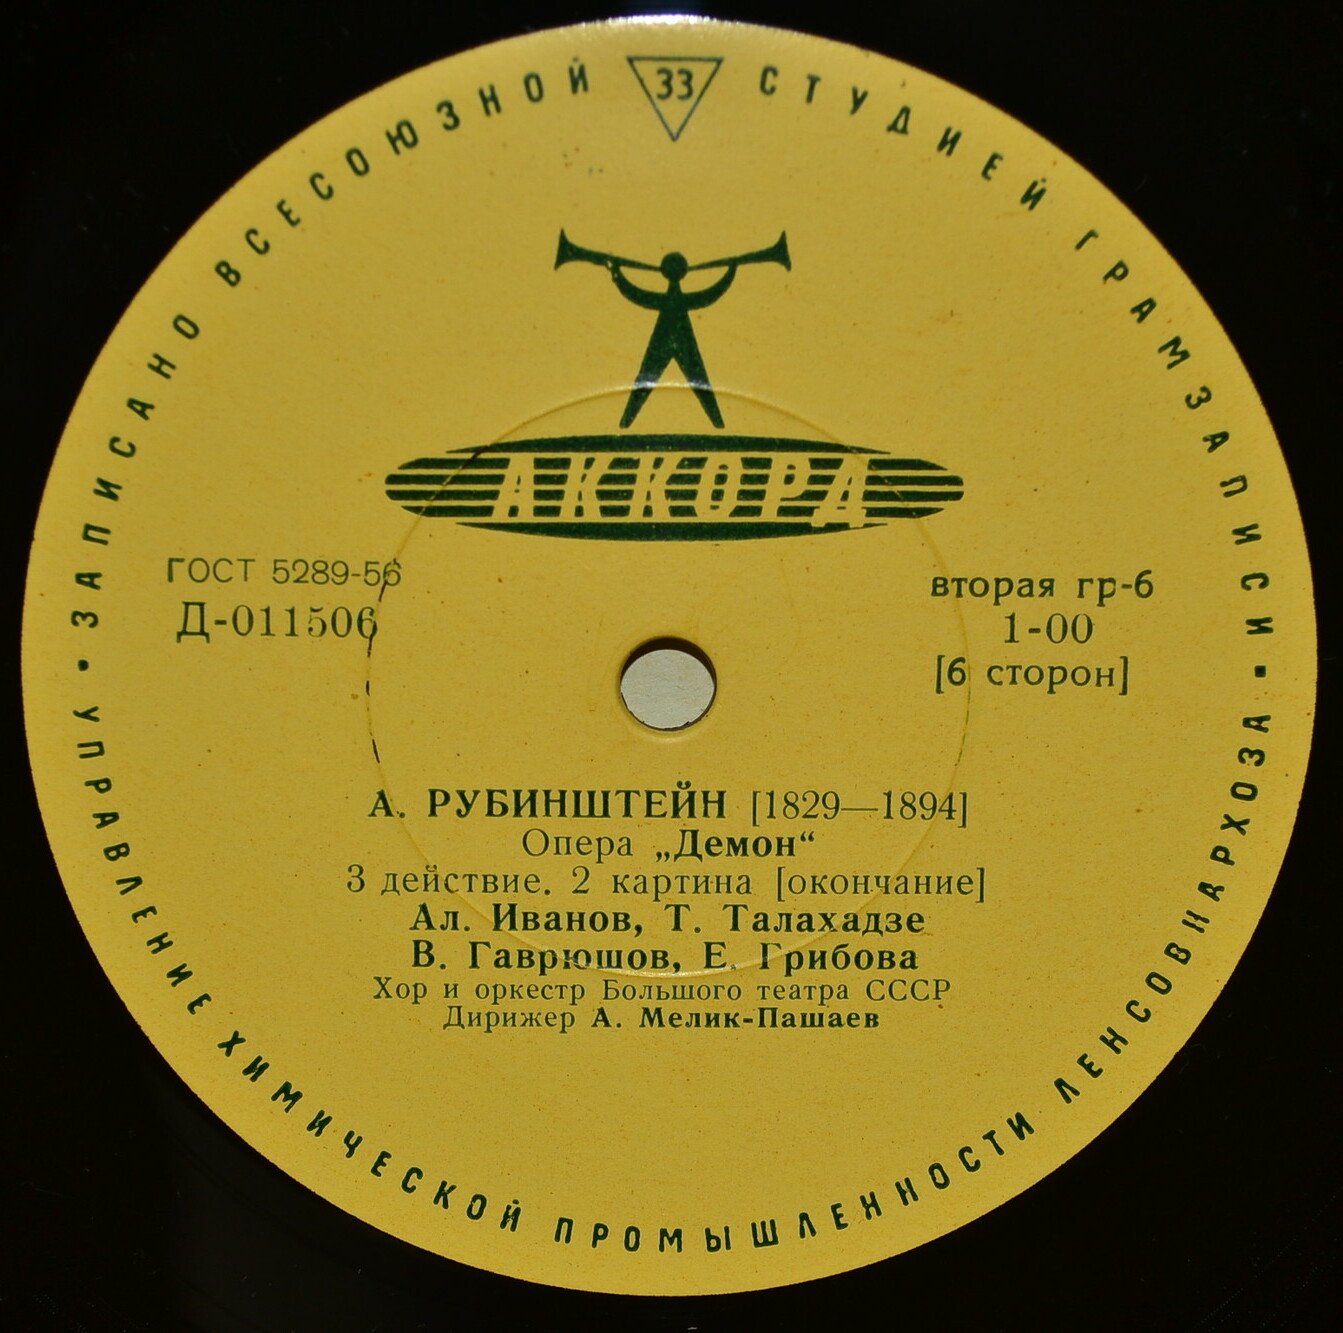 ЗАПИСАНО ВСЕСОЮЗНОЙ СТУДИЕЙ ГРАМЗАПИСИ •
33
АККОРД
ГОСТ 5289-56
Д-011506
вторая гр-6
1-00
[6 сторон]
А. РУБИНШТЕЙН [1829—1894]
Опера „Демон“
3 действие. 2 картина [окончание]
Ал. Иванов, Т. Талахадзе
В. Гаврюшов, Е. Грибова
Хор и оркестр Большого театра СССР
Дирижер А. Мелик-Пашаев
УПРАВЛЕНИЕ ХИМИЧЕСКОЙ ПРОМЫШЛЕННОСТИ ЛЕНСОВНАРХОЗА •